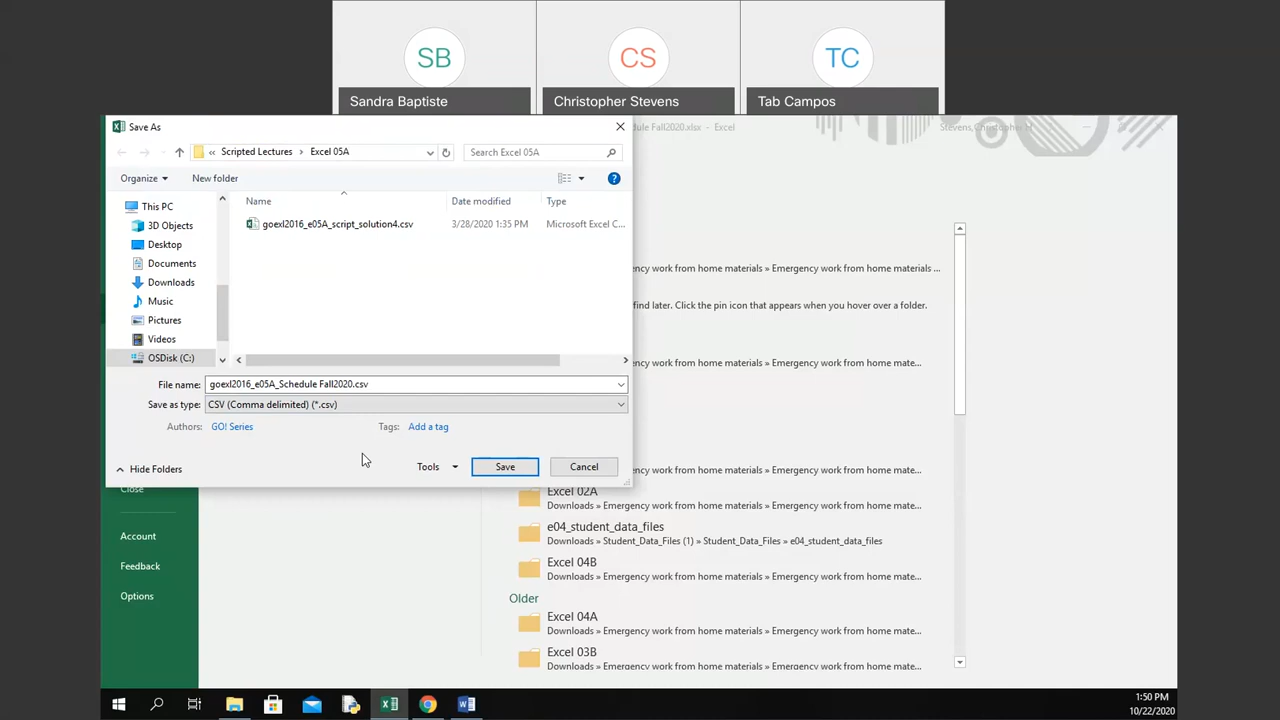 SB
CS
TC
Sandra Baptiste
Christopher Stevens
Tab Campos
Save As
dule Fall2020.xlsx - Excel
Stevens, Christopher H
« Scripted Lectures › Excel 05A
Search Excel 05A
Organize
New folder
This PC
3D Objects
Desktop
Documents
Downloads
Music
Pictures
Videos
OSDisk (C:)
Name
Date modified
Type
goexl2016_e05A_script_solution4.csv
3/28/2020 1:35 PM
Microsoft Excel C...
File name:
goexl2016_e05A_Schedule Fall2020.csv
Save as type:
CSV (Comma delimited) (*.csv)
Authors:
GO! Series
Tags:
Add a tag
Hide Folders
Tools
Save
Cancel
ergency work from home materials » Emergency work from home materials ...
find later. Click the pin icon that appears when you hover over a folder.
ergency work from home materials » Emergency work from home mate...
ergency work from home materials » Emergency work from home mate...
Close
Account
Feedback
Options
Excel 02A
Downloads » Emergency work from home materials » Emergency work from home mate...
e04_student_data_files
Downloads » Student_Data_Files (1) » Student_Data_Files » e04_student_data_files
Excel 04B
Downloads » Emergency work from home materials » Emergency work from home mate...
Older
Excel 04A
Downloads » Emergency work from home materials » Emergency work from home mate...
Excel 03B
Downloads » Emergency work from home materials » Emergency work from home mate...
1:50 PM
10/22/2020